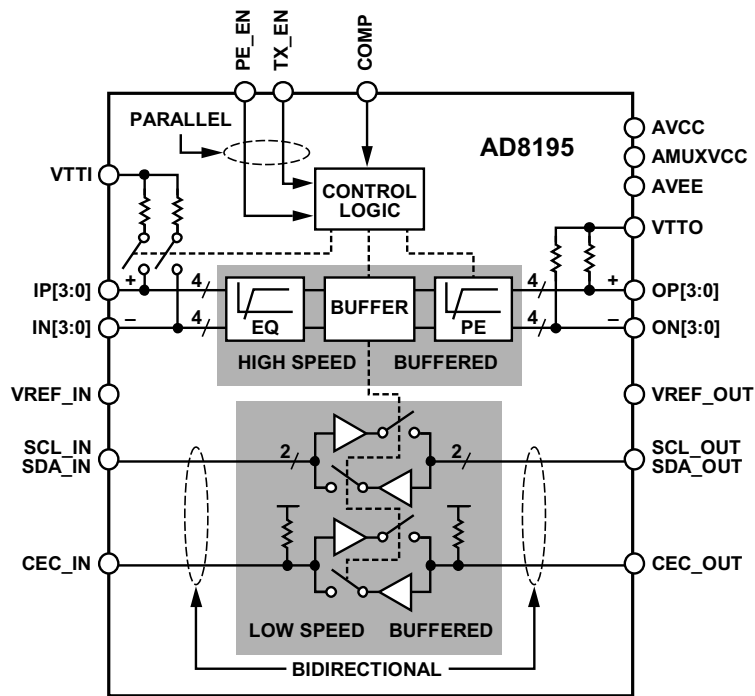 PE_EN
TX_EN
COMP
PARALLEL
AD8195
AVCC
AMUXVCC
AVEE
VTTI
VTTO
CONTROL
LOGIC
IP[3:0]
+
4
4
+
OP[3:0]
IN[3:0]
–
4
EQ
BUFFER
PE
4
–
ON[3:0]
HIGH SPEED
BUFFERED
VREF_IN
VREF_OUT
SCL_IN
SDA_IN
2
2
SCL_OUT
SDA_OUT
CEC_IN
CEC_OUT
LOW SPEED
BUFFERED
BIDIRECTIONAL